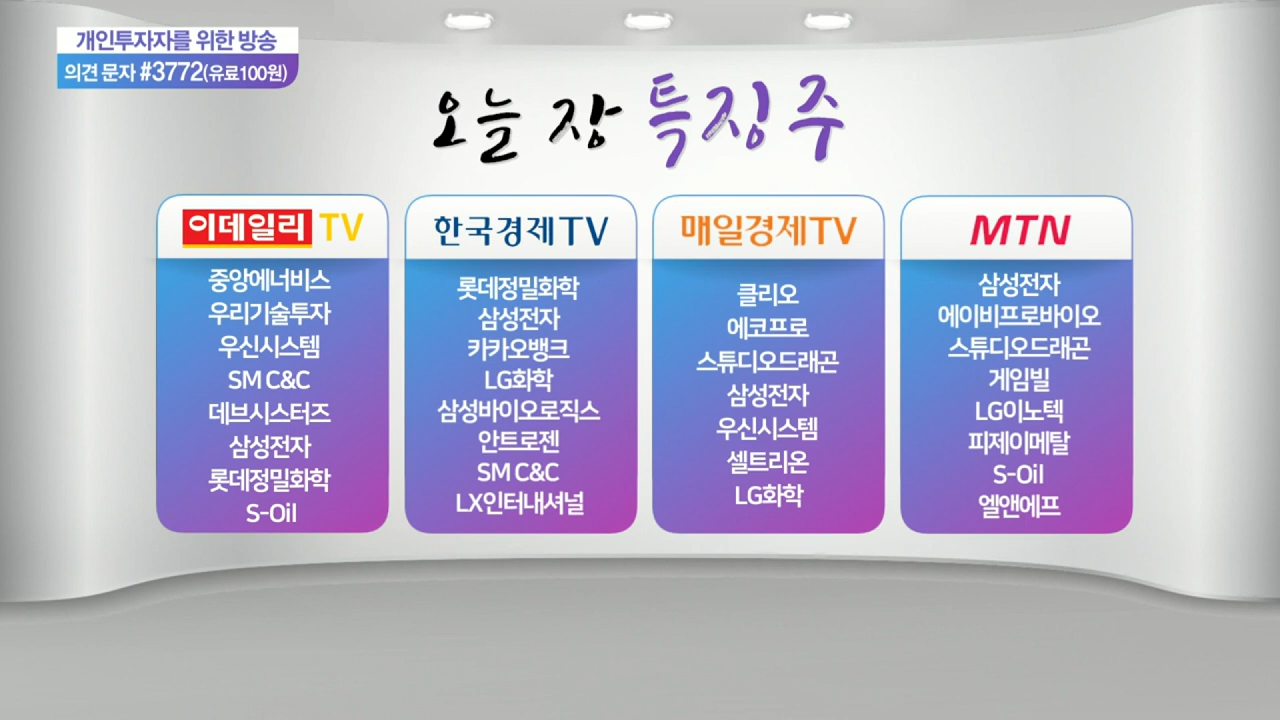 개인투자자를 위한 방송
의견 문자 #3772(유료100원)
오늘 장 특징주
이데일리 TV
중앙에너비스
우리기술투자
우신시스템
SM C&C
데브시스터즈
삼성전자
롯데정밀화학
S-Oil
한국경제TV
롯데정밀화학
삼성전자
카카오뱅크
LG화학
삼성바이오로직스
안트로젠
SM C&C
LX인터내셔널
매일경제TV
클리오
에코프로
스튜디오드래곤
삼성전자
우신시스템
셀트리온
LG화학
MTN
삼성전자
에이비프로바이오
스튜디오드래곤
게임빌
LG이노텍
피제이메탈
S-Oil
엘앤에프